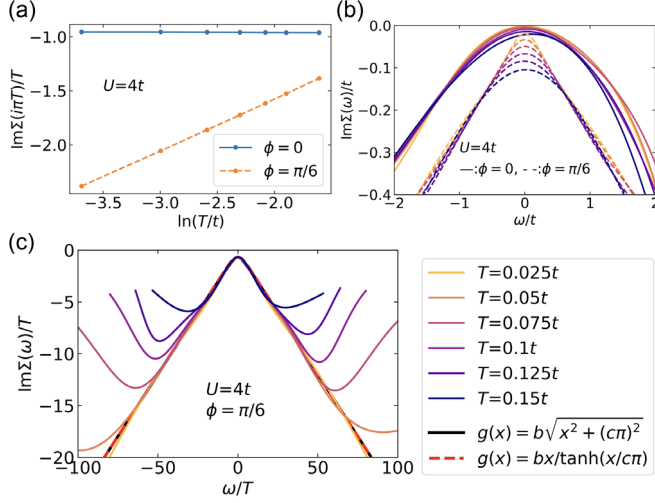 (a)
ImΣ(iπT)/T
−1.0
−1.5
−2.0
U=4t
ϕ = 0
ϕ = π/6
−3.5 −3.0 −2.5 −2.0
ln(T/t)
(b)
ImΣ(ω)/t
0.0
−0.1
−0.2
−0.3
−0.4
U=4t
—:ϕ = 0, - -:ϕ = π/6
−2 −1 0 1 2
ω/t
(c)
ImΣ(ω)/T
0
−5
−10
−15
−20
U=4t
ϕ = π/6
−100 −50 0 50 100
ω/T
T=0.025t
T=0.05t
T=0.075t
T=0.1t
T=0.125t
T=0.15t
g(x) = b√(x² + (cπ)²)
g(x) = bx/tanh(x/cπ)